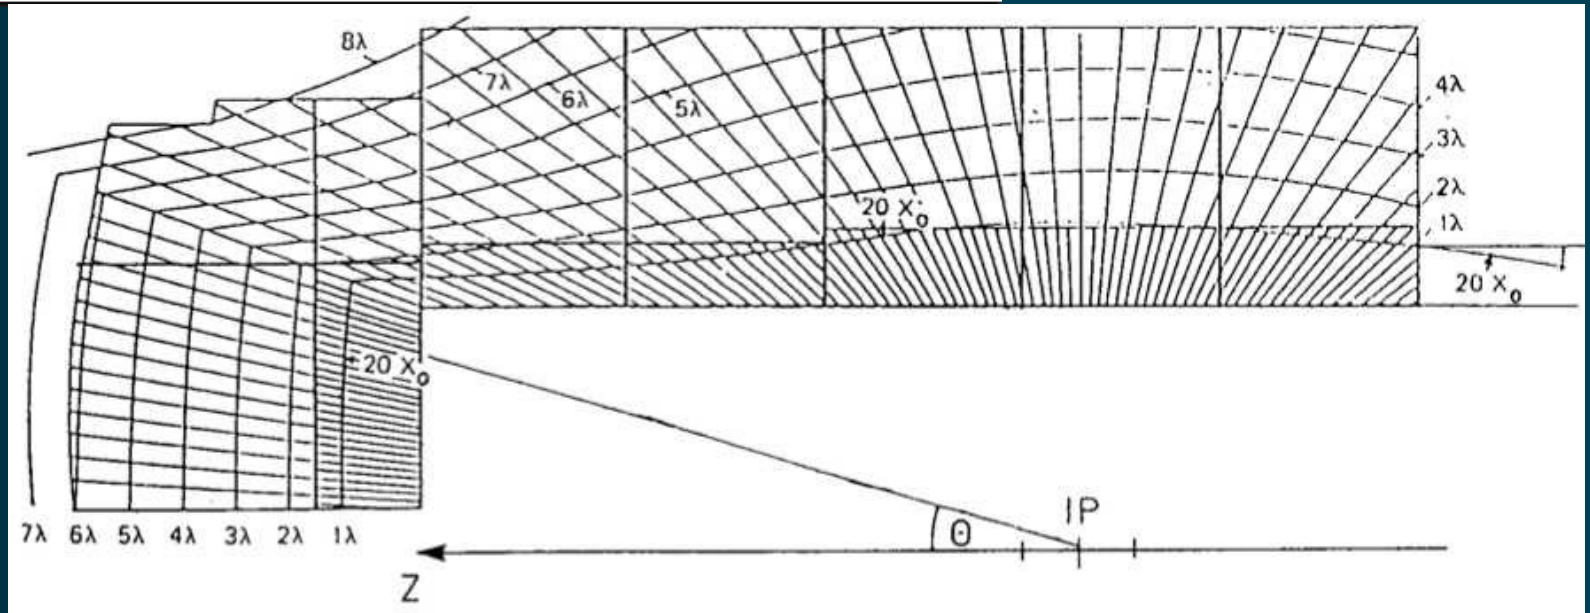 8λ
7λ
6λ
5λ
4λ
3λ
2λ
1λ
20 X₀
20 X₀
20 X₀
7λ 6λ 5λ 4λ 3λ 2λ 1λ
IP
Θ
Z